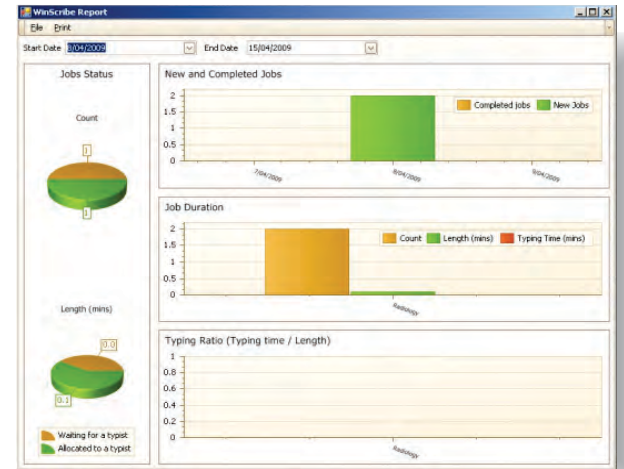 WinScribe Report
File Print
Start Date 8/04/2009 End Date 15/04/2009
Jobs Status
Count
1
1
Length (mins)
0.0
0.1
Waiting for a typist
Allocated to a typist
New and Completed Jobs
2
1.5
1
0.5
0
Completed jobs New Jobs
7/04/2009 8/04/2009 9/04/2009
Job Duration
2
1.5
1
0.5
0
Count Length (mins) Typing Time (mins)
Radiology
Typing Ratio (Typing time / Length)
1
0.8
0.6
0.4
0.2
0
Radiology